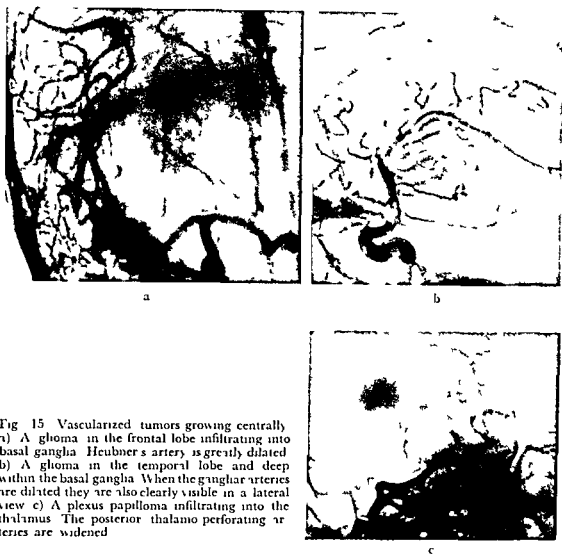 a
b
Fig 15 Vascularized tumors growing centrally
a) A glioma in the frontal lobe infiltrating into
basal ganglia Heubner s artery is greatly dilated
b) A glioma in the temporal lobe and deep
within the basal ganglia When the gangliar arteries
are dilated they are also clearly visible in a lateral
view c) A plexus papilloma infiltrating into the
thalamus The posterior thalamo perforating ar
teries are widened
c